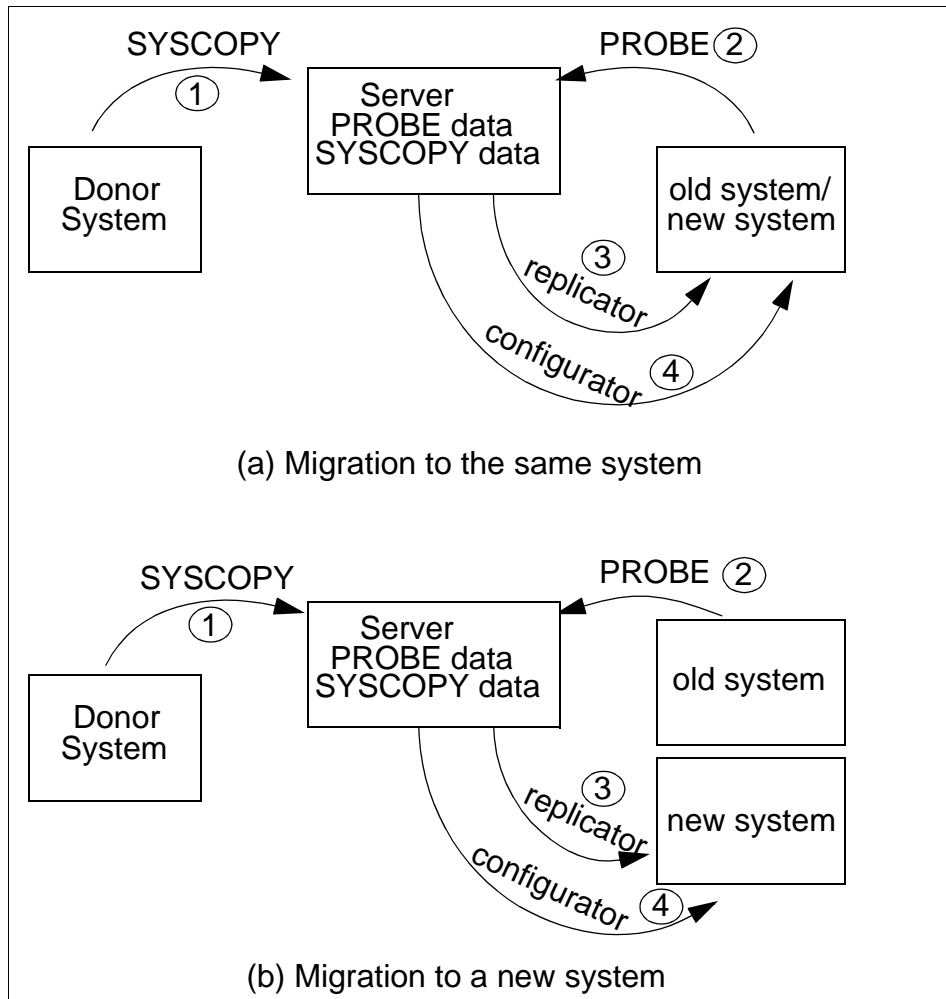 SYSCOPY
1
PROBE 2
Server
PROBE data
SYSCOPY data
Donor
System
old system/
new system
3
replicator
configurator
4
(a) Migration to the same system
SYSCOPY
1
PROBE 2
Server
PROBE data
SYSCOPY data
Donor
System
old system
3
replicator
new system
configurator
4
(b) Migration to a new system